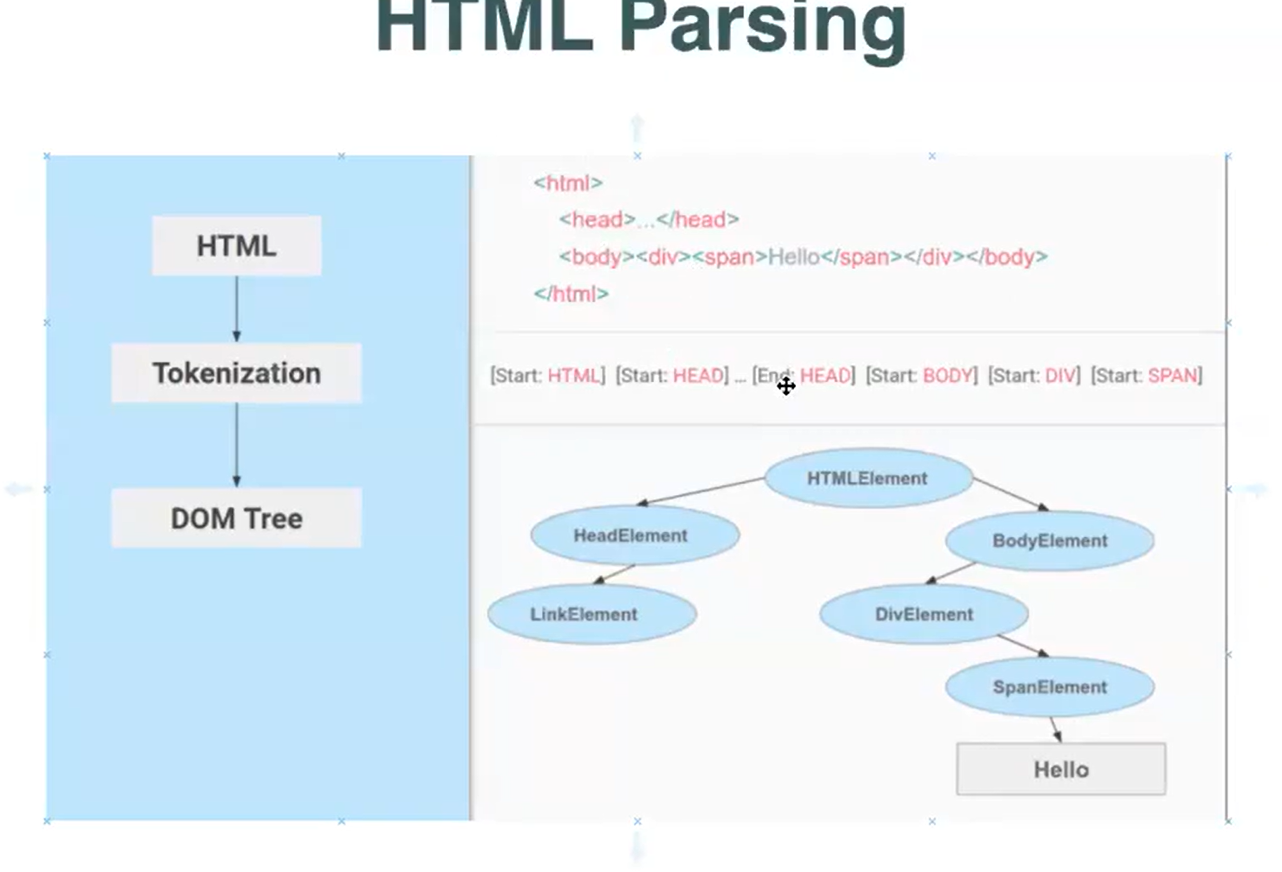 HTML Parsing
HTML
Tokenization
DOM Tree
<html>
<head>...</head>
<body><div><span>Hello</span></div></body>
</html>
[Start: HTML] [Start: HEAD] ... [End: HEAD] [Start: BODY] [Start: DIV] [Start: SPAN]
HTMLElement
HeadElement
BodyElement
LinkElement
DivElement
SpanElement
Hello